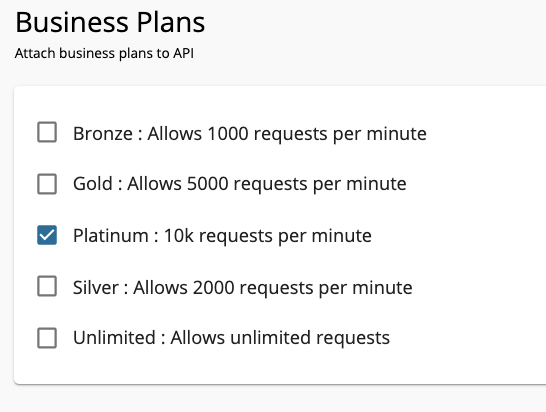 Business Plans
Attach business plans to API
Bronze : Allows 1000 requests per minute
Gold : Allows 5000 requests per minute
Platinum : 10k requests per minute
Silver : Allows 2000 requests per minute
Unlimited : Allows unlimited requests